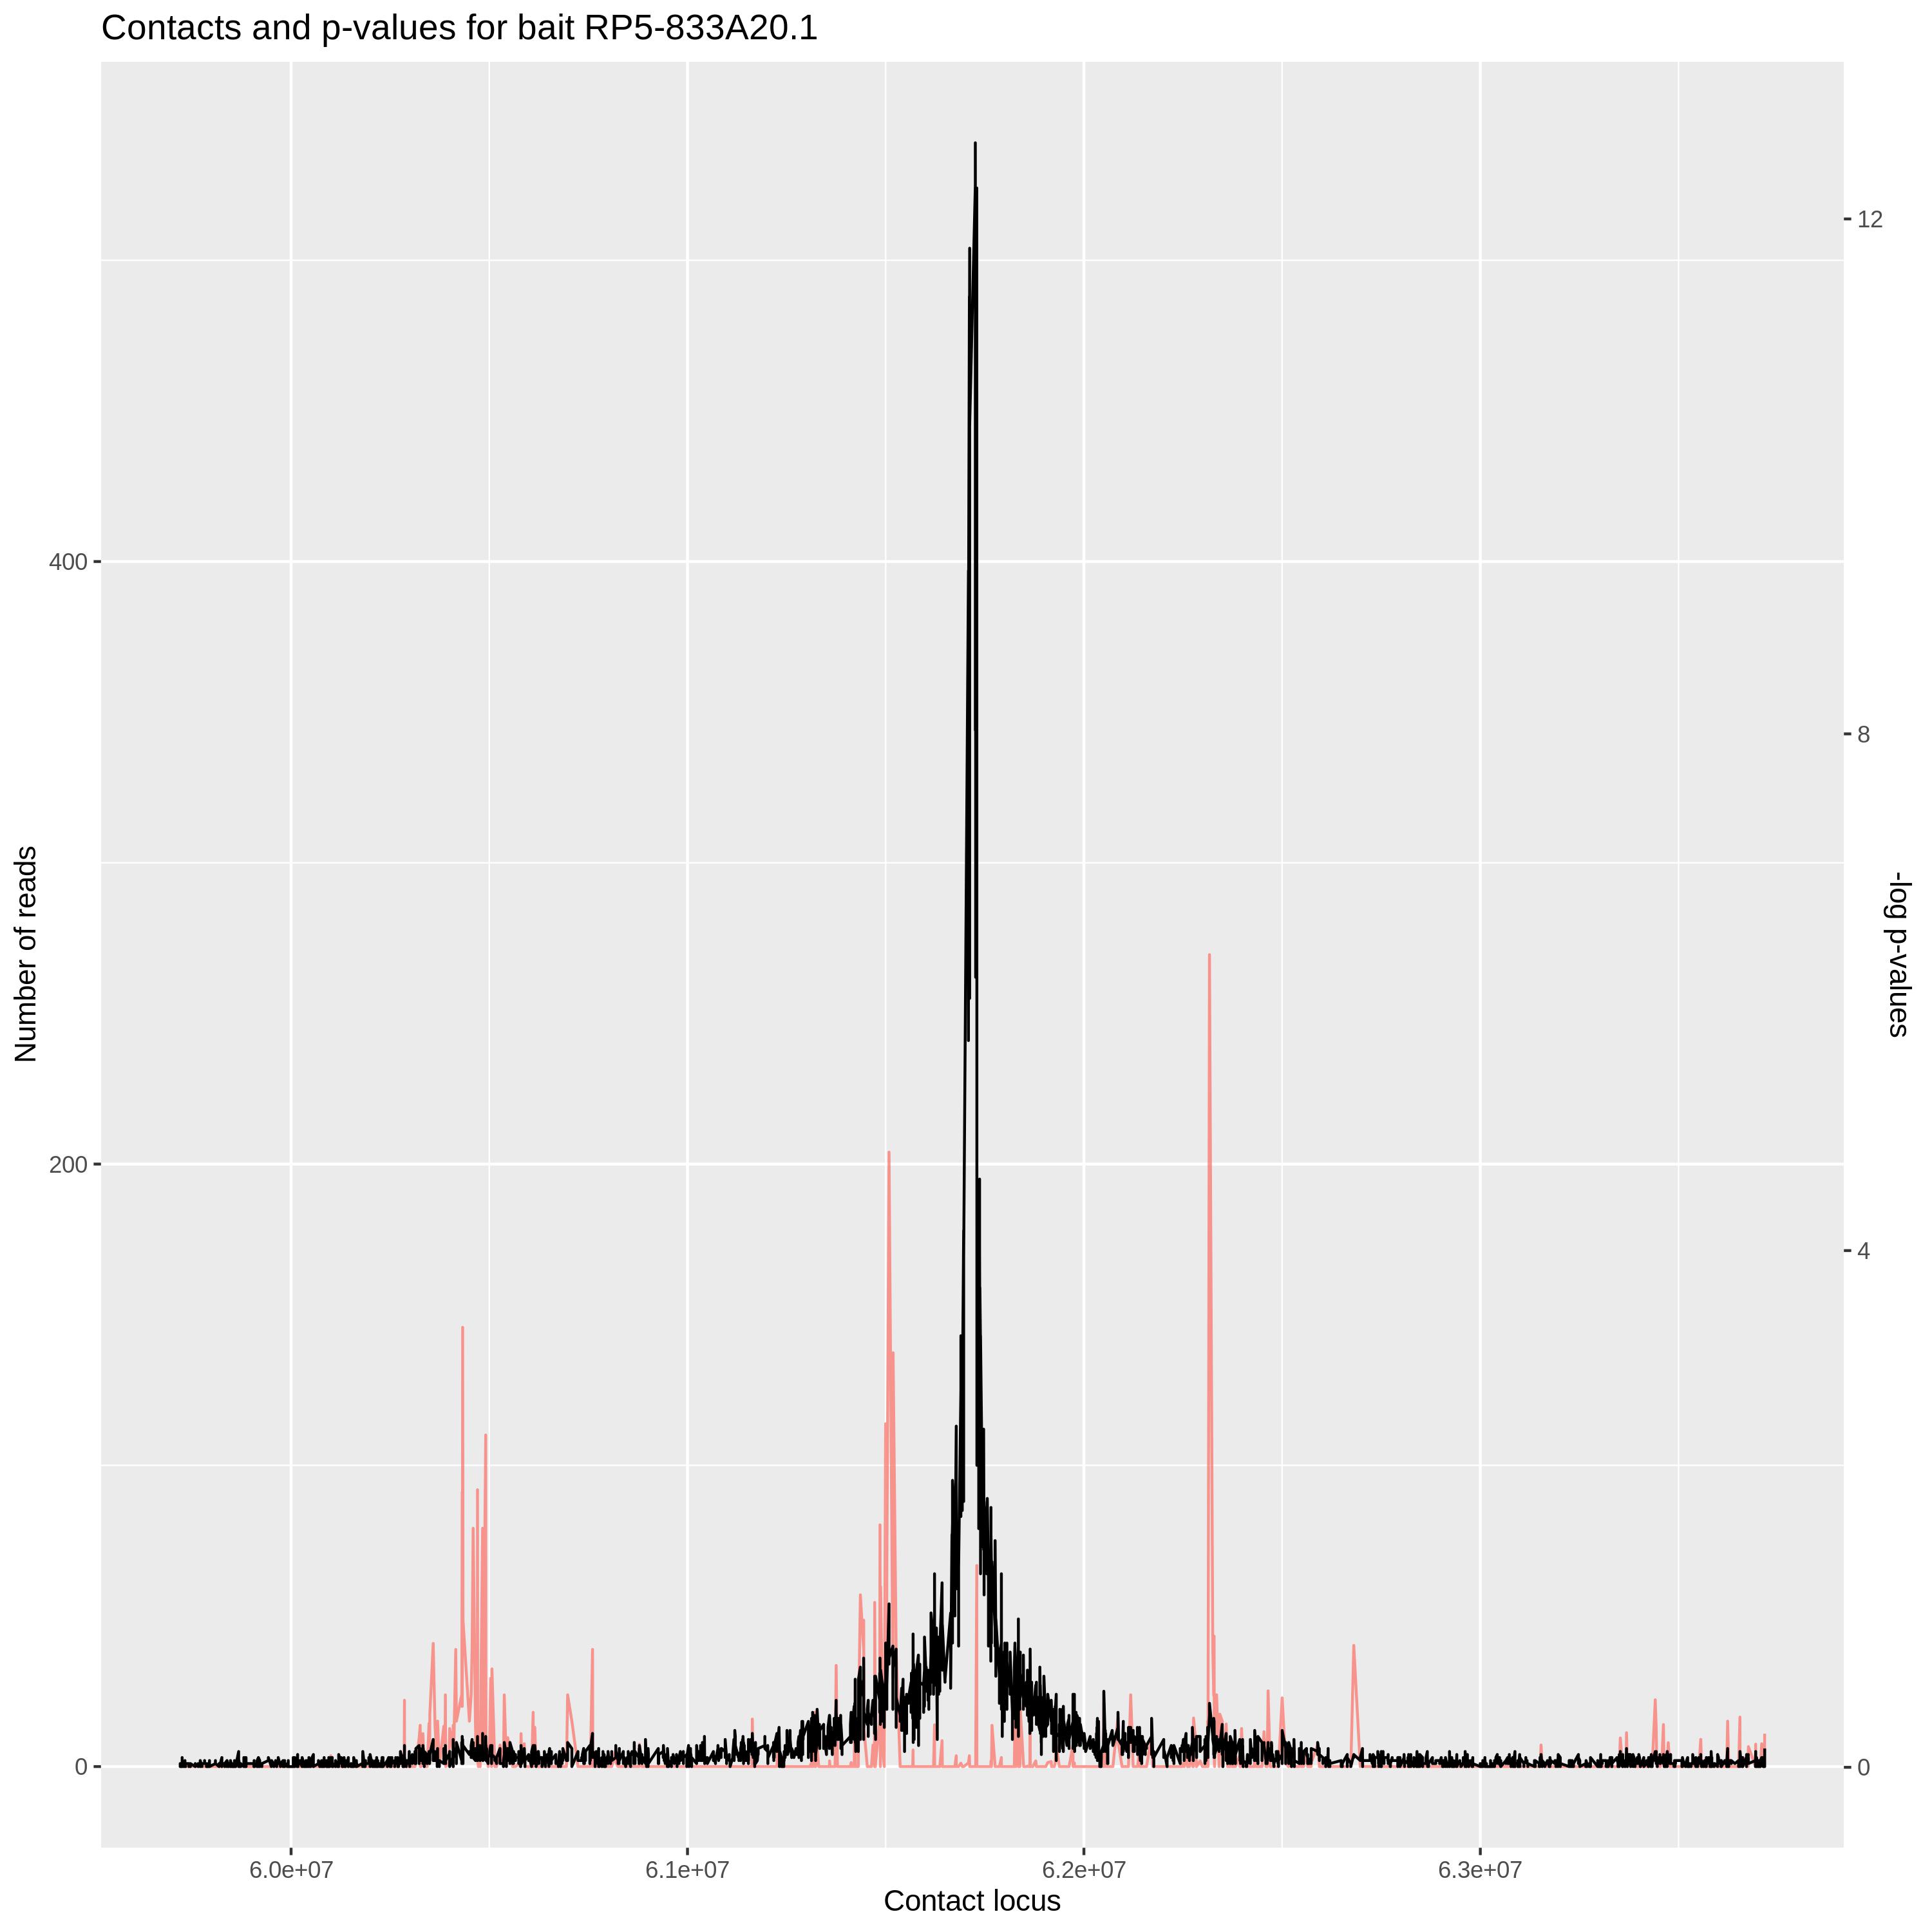 Contacts and p-values for bait RP5-833A20.1
Number of reads
400
200
0
12
8
4
0
-log p-values
6.0e+07
6.1e+07
6.2e+07
6.3e+07
Contact locus